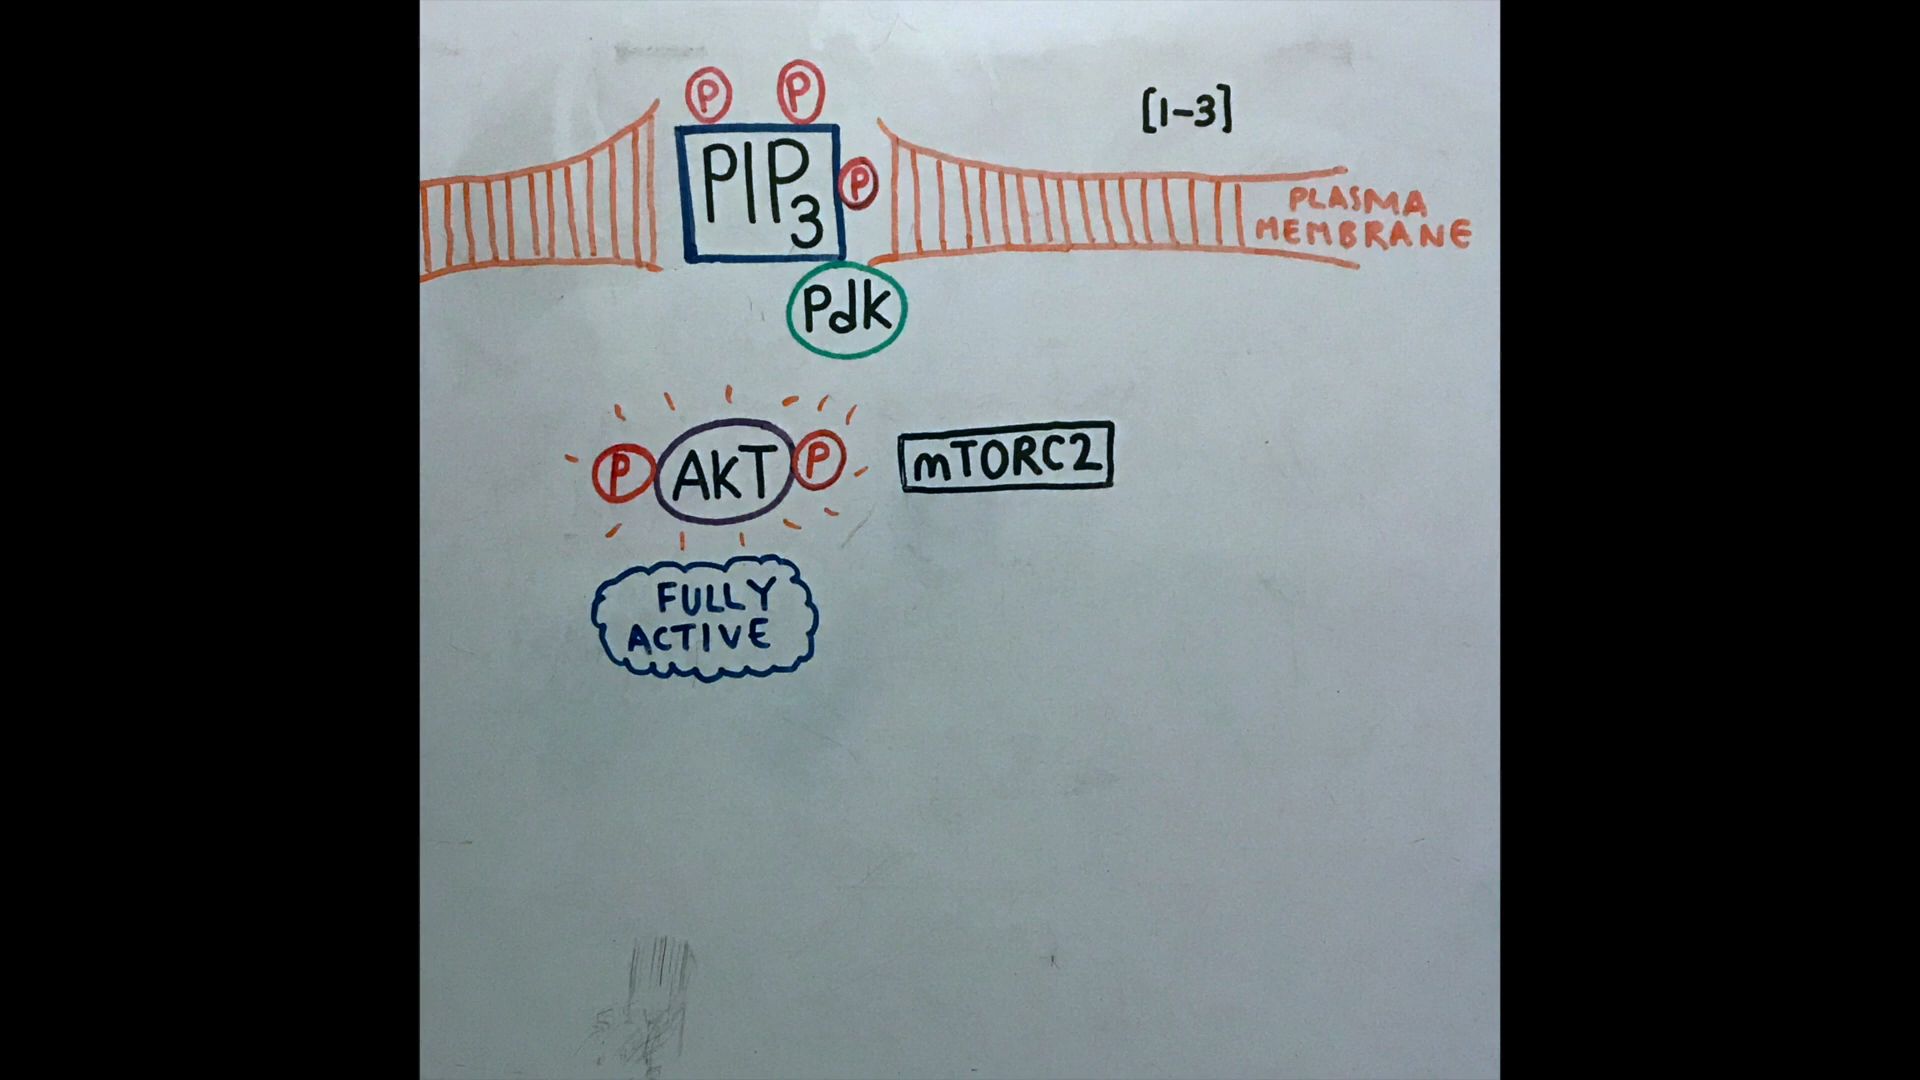 P P
[1-3]
PIP3
P
PLASMA
MEMBRANE
Pdk
P AKT P
mTORC2
FULLY
ACTIVE